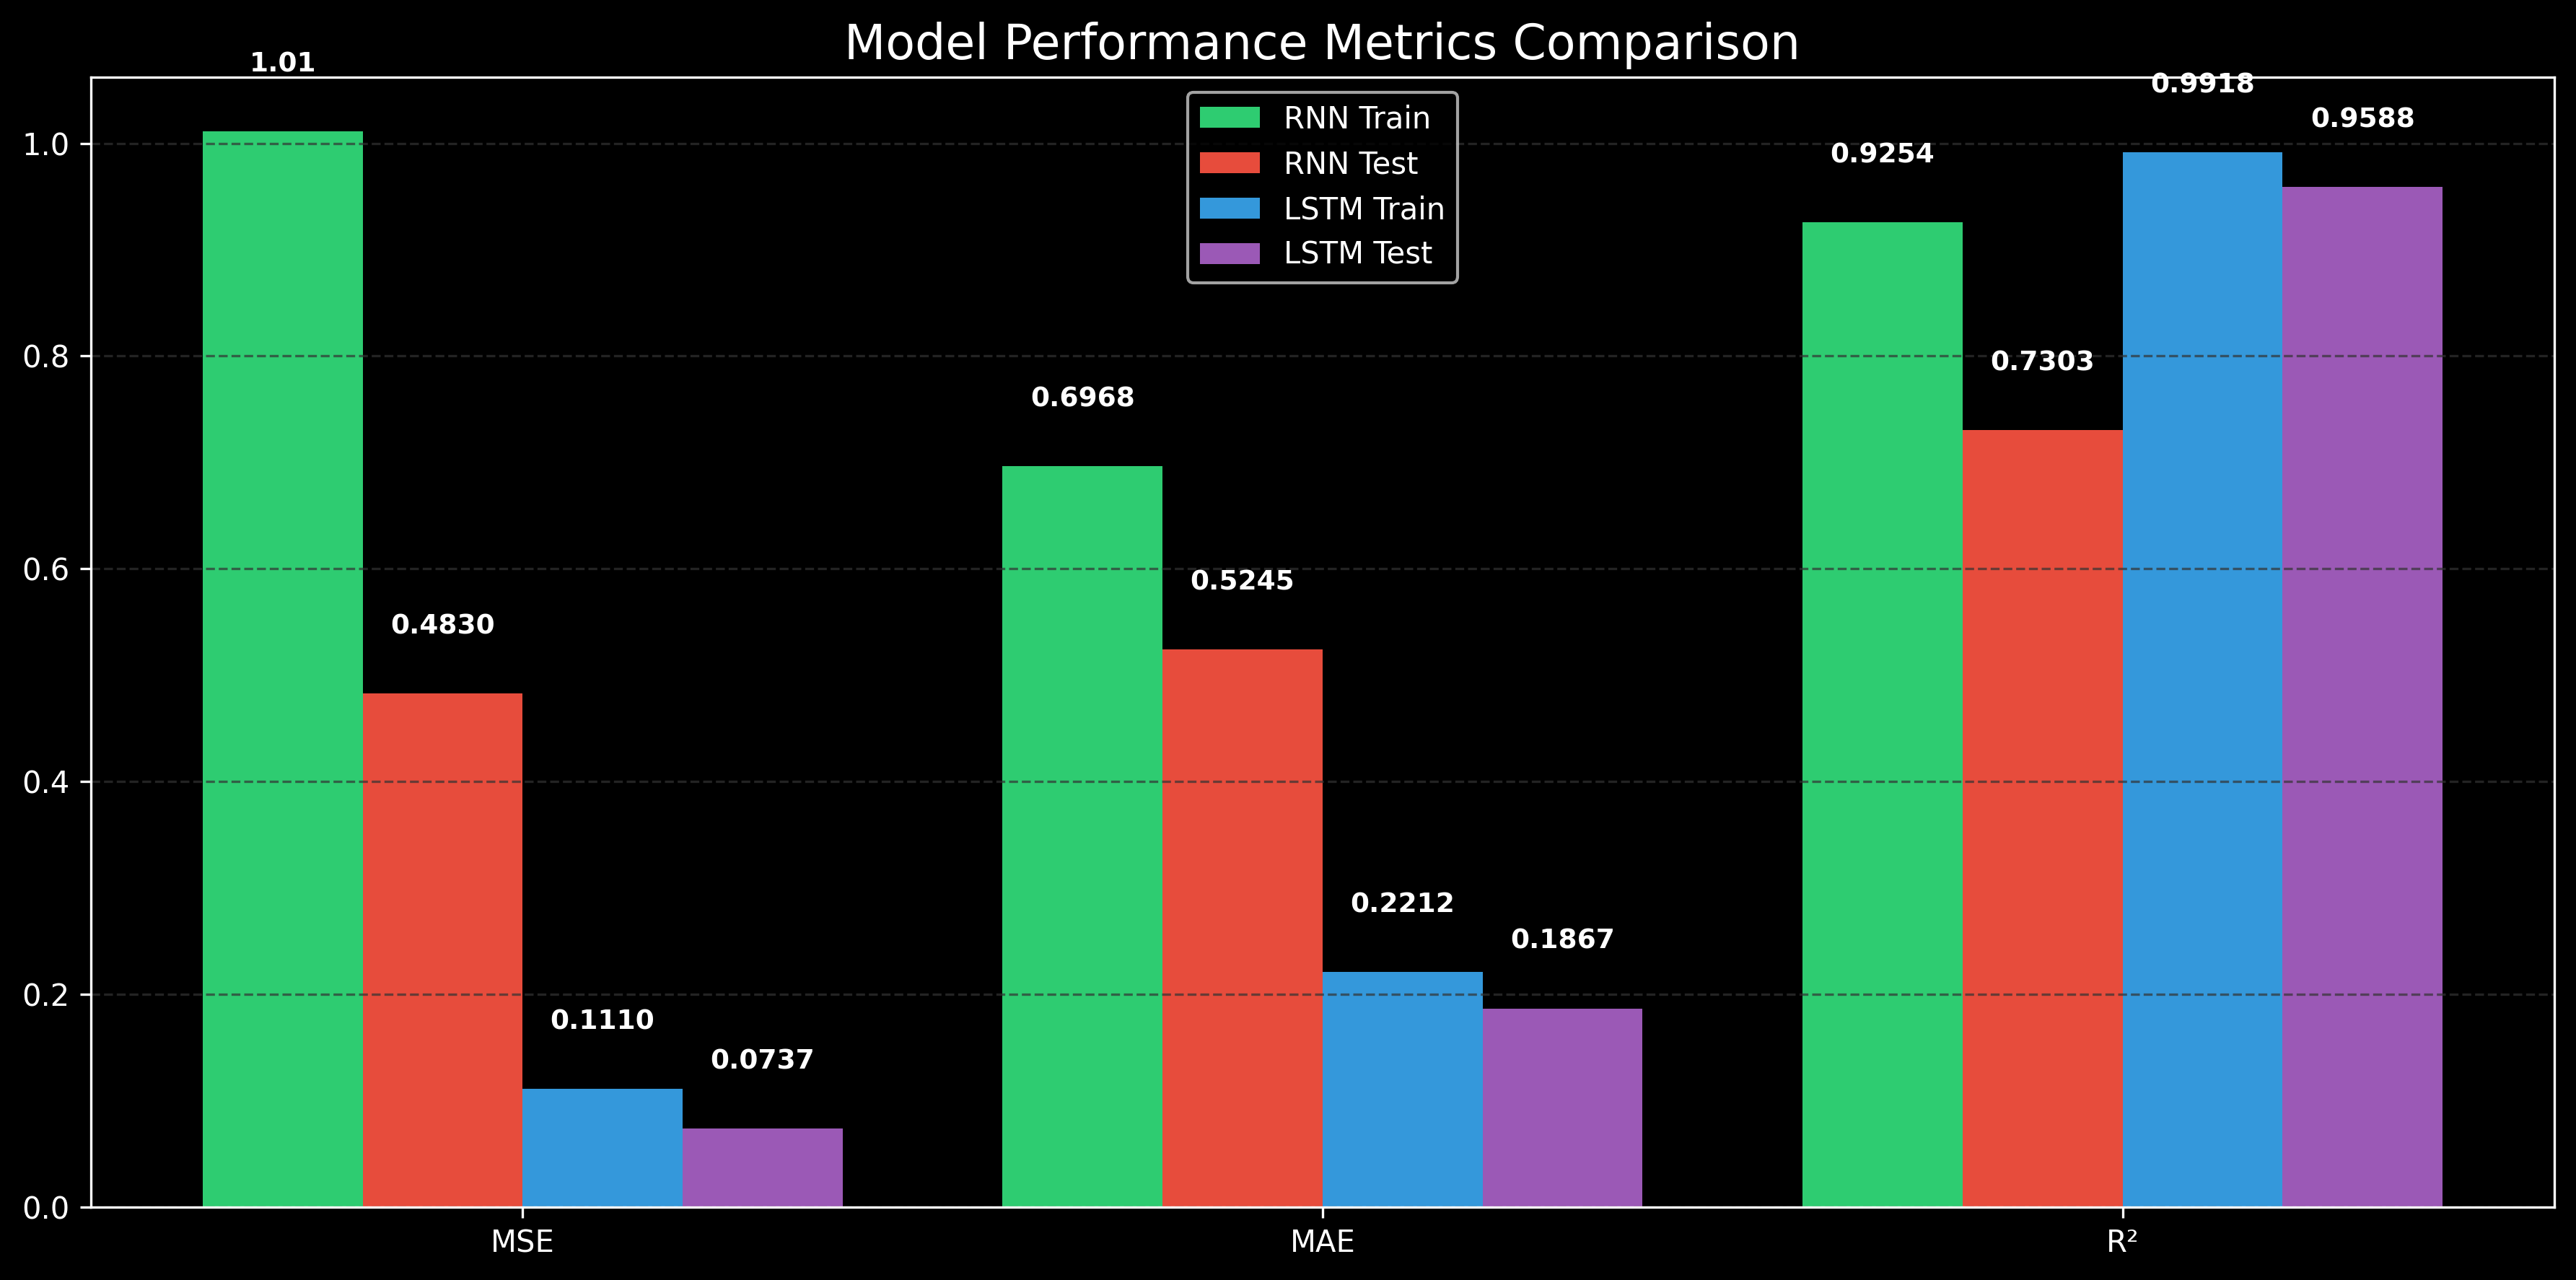 Model Performance Metrics Comparison
1.01
0.9918
RNN Train
0.9588
1.0
0.9254
RNN Test
LSTM Train
LSTM Test
0.8
0.7303
0.6968
0.4830
0.6
0.5245
0.4
0.2212
0.1867
0.2
0.1110
0.0737
0.0
MSE
MAE
R²